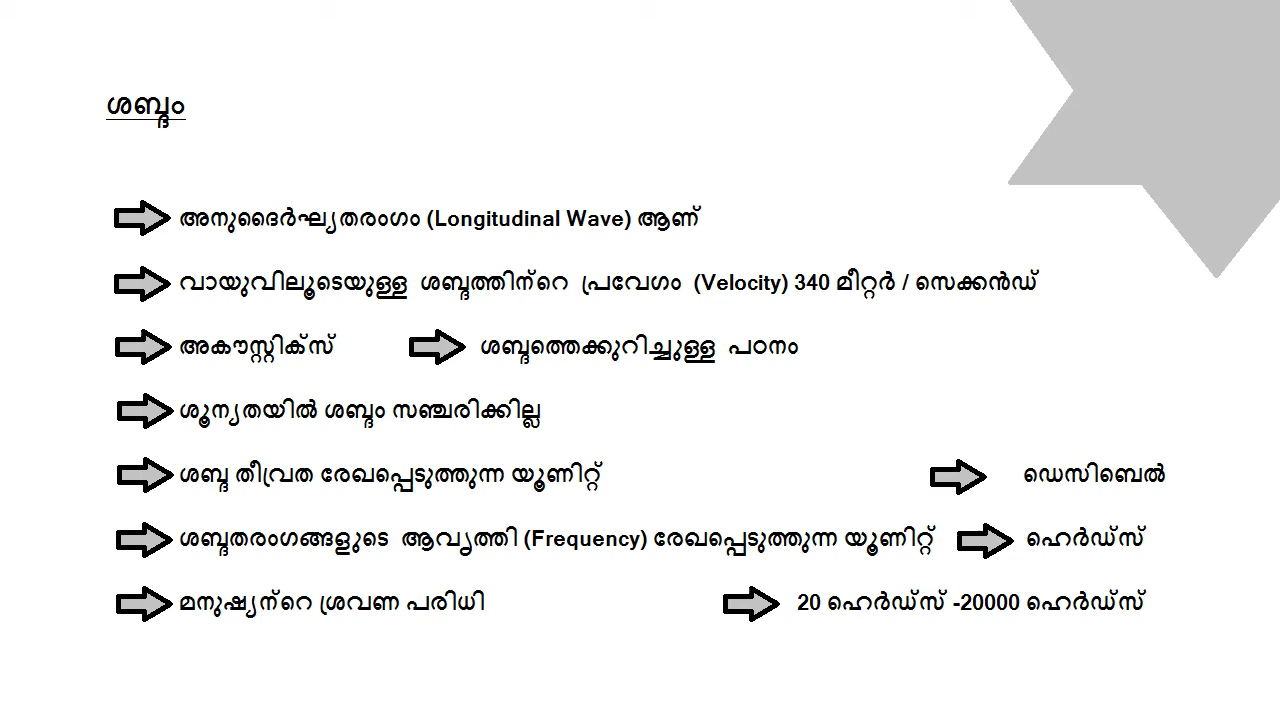 ശബ്ദം
അനുദൈർഘ്യതരംഗം (Longitudinal Wave) ആണ്
വായുവിലൂടെയുള്ള ശബ്ദത്തിന്റെ പ്രവേഗം (Velocity) 340 മീറ്റർ / സെക്കൻഡ്
അകൗസ്റ്റിക്സ് ശബ്ദത്തെക്കുറിച്ചുള്ള പഠനം
ശൂന്യതയിൽ ശബ്ദം സഞ്ചരിക്കില്ല
ശബ്ദ തീവ്രത രേഖപ്പെടുത്തുന്ന യൂണിറ്റ് ഡെസിബെൽ
ശബ്ദതരംഗങ്ങളുടെ ആവൃത്തി (Frequency) രേഖപ്പെടുത്തുന്ന യൂണിറ്റ് ഹെർഡ്സ്
മനുഷ്യന്റെ ശ്രവണ പരിധി 20 ഹെർഡ്സ് -20000 ഹെർഡ്സ്